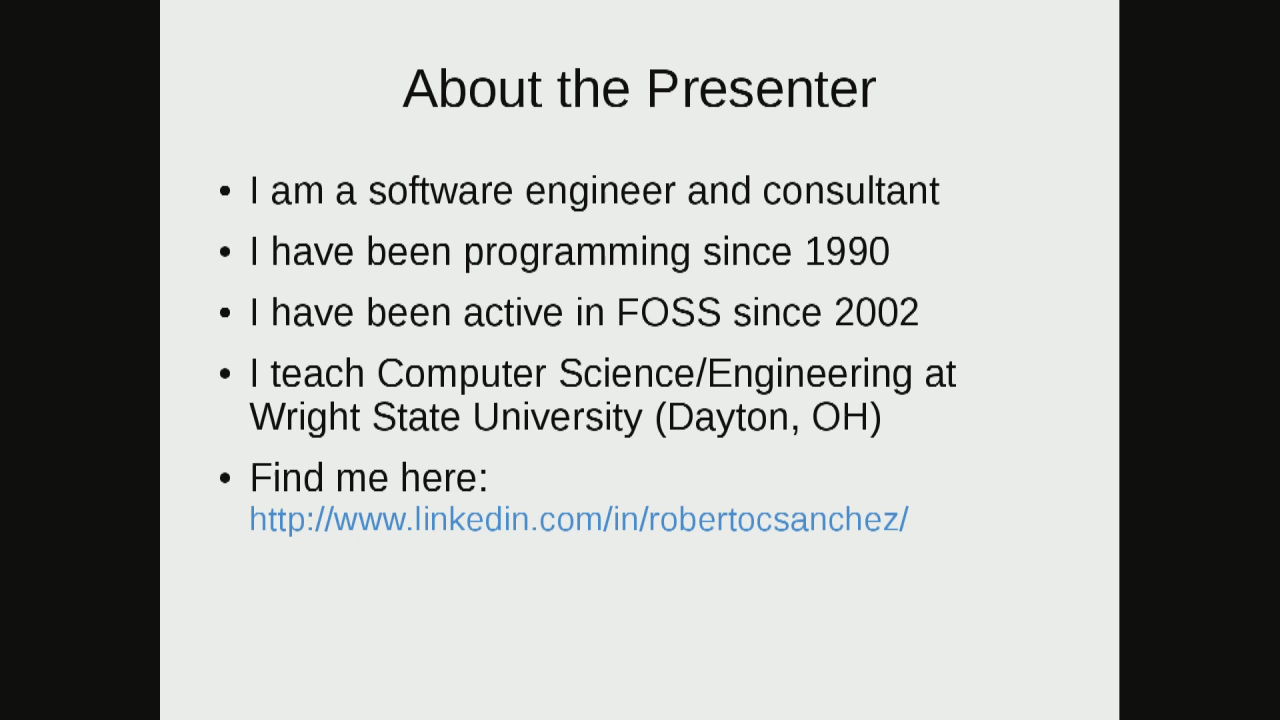 About the Presenter
• I am a software engineer and consultant
• I have been programming since 1990
• I have been active in FOSS since 2002
• I teach Computer Science/Engineering at
Wright State University (Dayton, OH)
• Find me here:
http://www.linkedin.com/in/robertocsanchez/